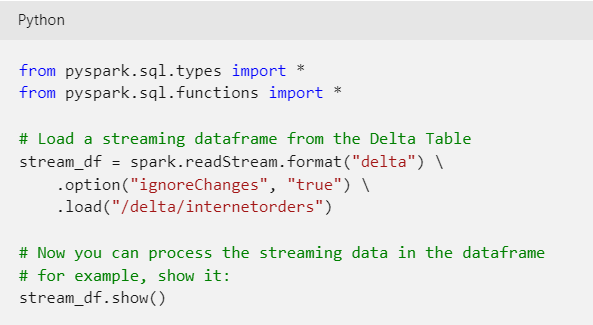 Python
from pyspark.sql.types import *
from pyspark.sql.functions import *
# Load a streaming dataframe from the Delta Table
stream_df = spark.readStream.format("delta") \
    .option("ignoreChanges", "true") \
    .load("/delta/internetorders")
# Now you can process the streaming data in the dataframe
# for example, show it:
stream_df.show()